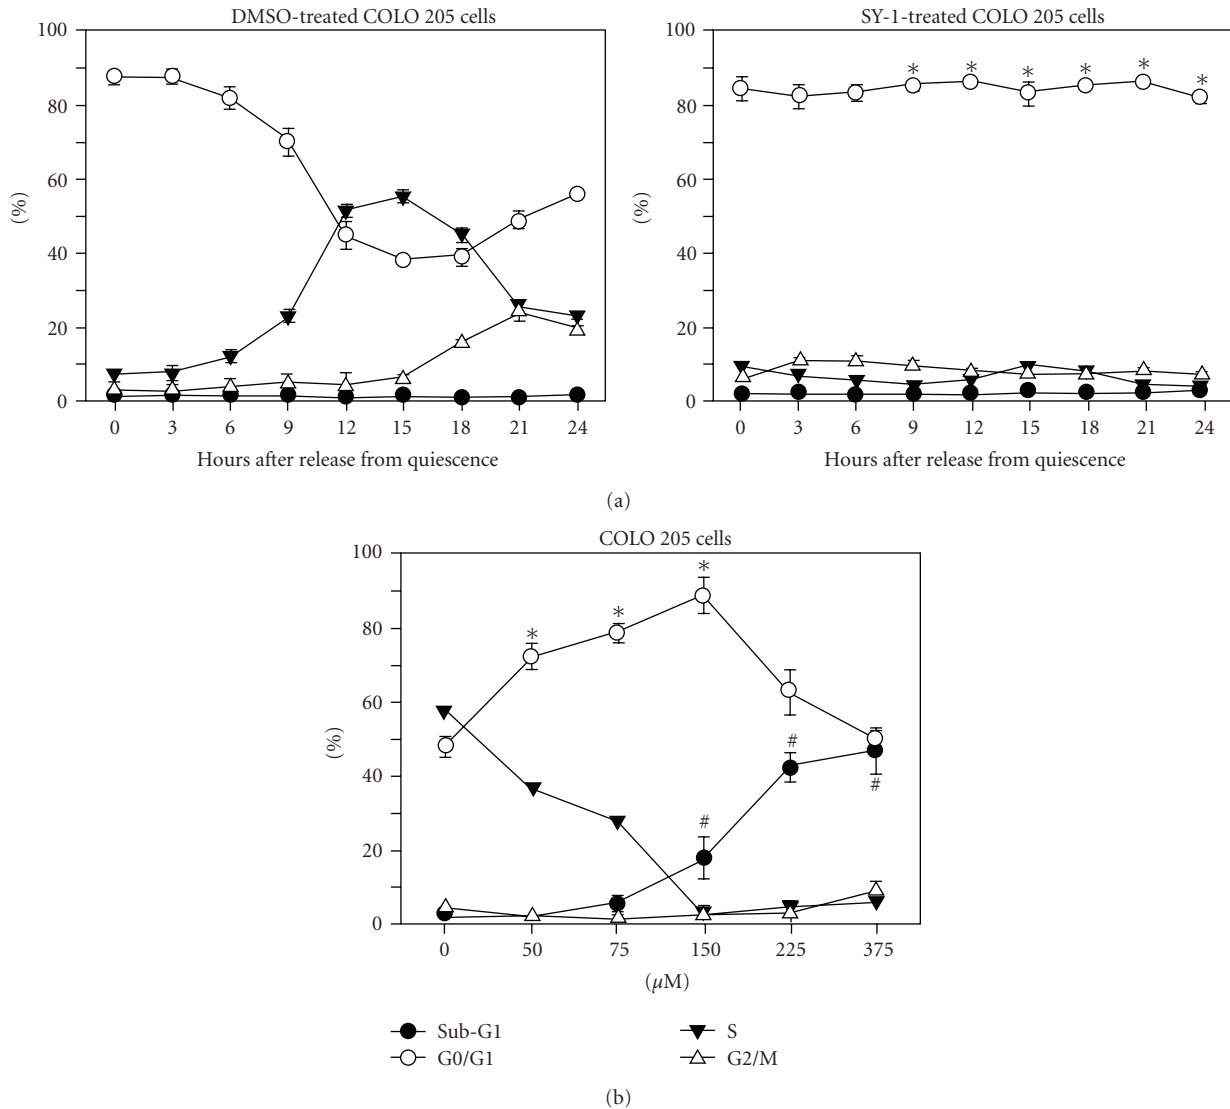 DMSO-treated COLO 205 cells
100
80
60
40
20
0
(%)
0 3 6 9 12 15 18 21 24
Hours after release from quiescence
SY-1-treated COLO 205 cells
100
80
60
40
20
0
(%)
* * * * * *
0 3 6 9 12 15 18 21 24
Hours after release from quiescence
(a)
COLO 205 cells
100
80
60
40
20
0
(%)
* * *
# # #
0 50 75 150 225 375
(µM)
Sub-G1
G0/G1
S
G2/M
(b)